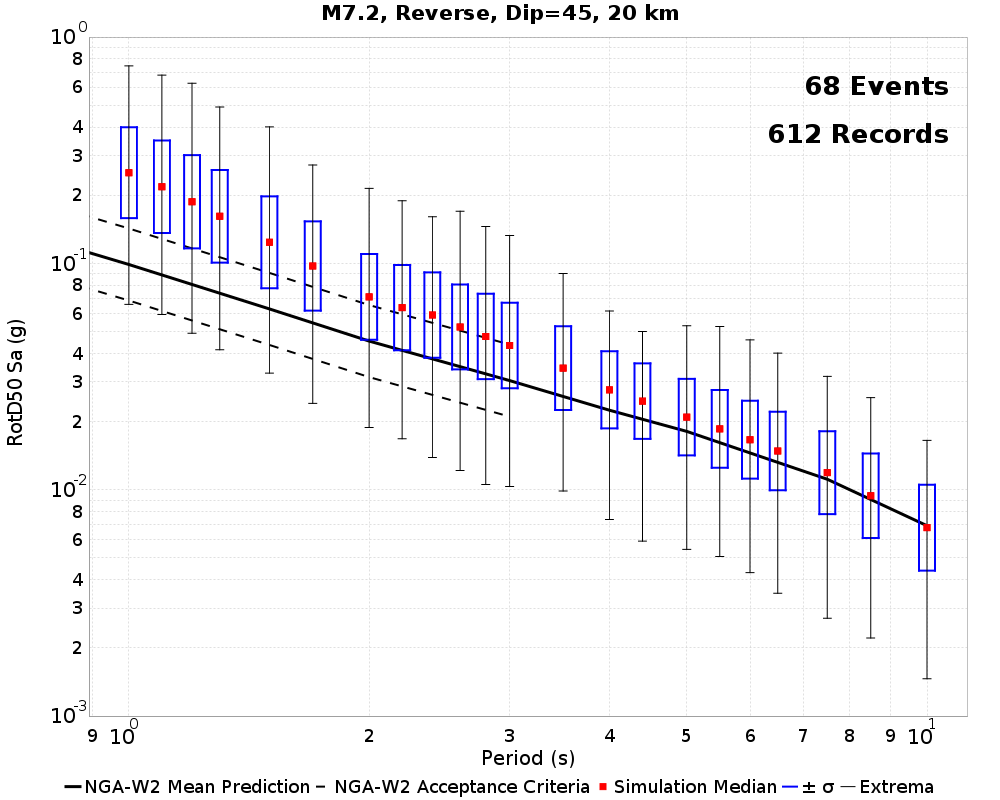 M7.2, Reverse, Dip=45, 20 km
68 Events
612 Records
RotD50 Sa (g)
10^0
8
6
4
3
2
10^-1
8
6
4
3
2
10^-2
8
6
4
3
2
10^-3
9 10^0 2 3 4 5 6 7 8 9 10^1
Period (s)
NGA-W2 Mean Prediction NGA-W2 Acceptance Criteria Simulation Median ± σ Extrema